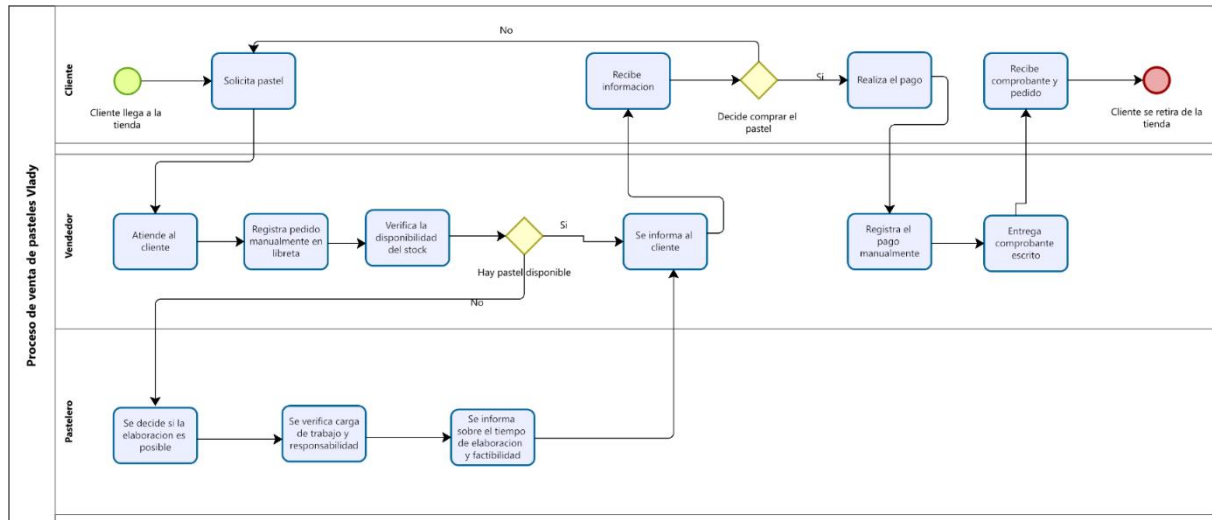 Proceso de venta de pasteles Vlady
Cliente
Cliente llega a la
tienda
Solicita pastel
No
Recibe
informacion
Decide comprar el
pastel
Si
Realiza el pago
Recibe
comprobante y
pedido
Cliente se retira de la
tienda
Vendedor
Atiende al
cliente
Registra pedido
manualmente en
libreta
Verifica la
disponibilidad
del stock
Hay pastel disponible
Si
No
Se informa al
cliente
Registra el
pago
manualmente
Entrega
comprobante
escrito
Pastelero
Se decide si la
elaboracion es
posible
Se verifica carga
de trabajo y
responsabilidad
Se informa
sobre el tiempo
de elaboracion
y factibilidad